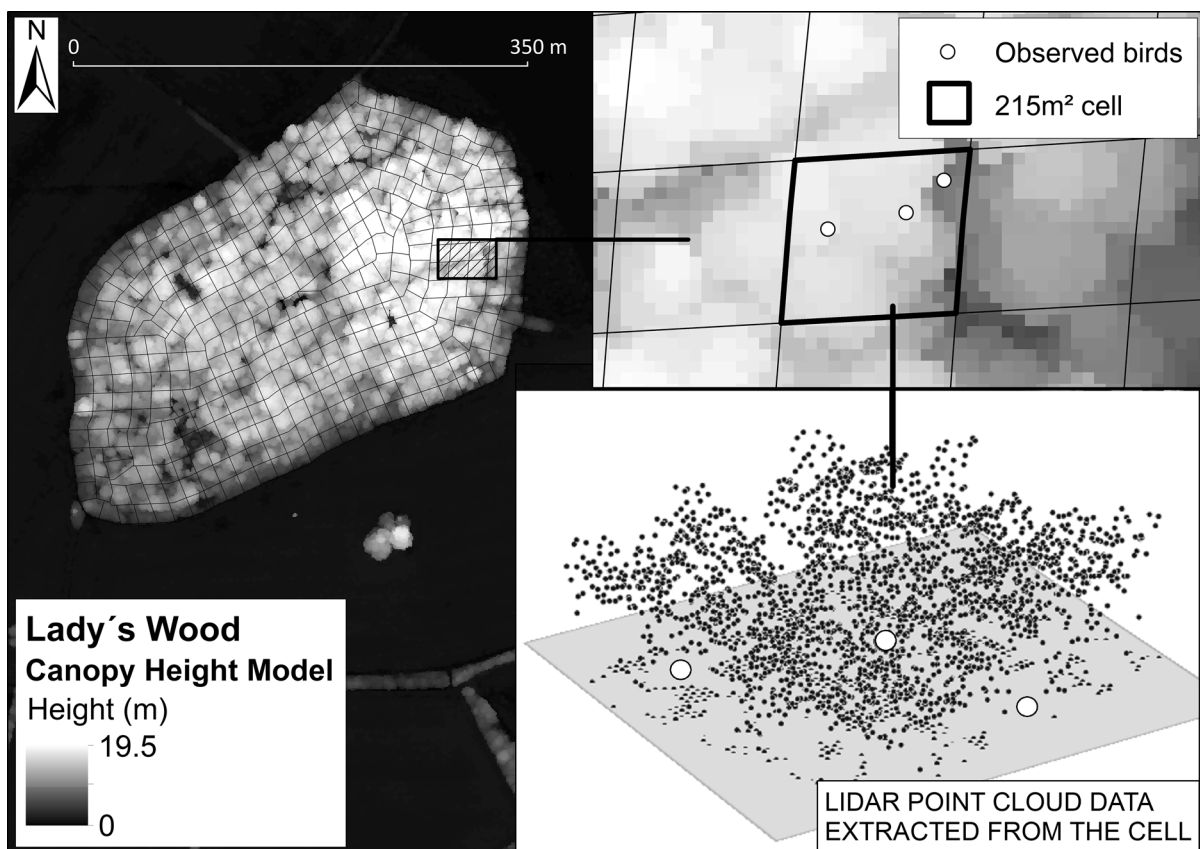 N
0
350 m
Observed birds
215m² cell
Lady´s Wood
Canopy Height Model
Height (m)
19.5
0
LIDAR POINT CLOUD DATA
EXTRACTED FROM THE CELL